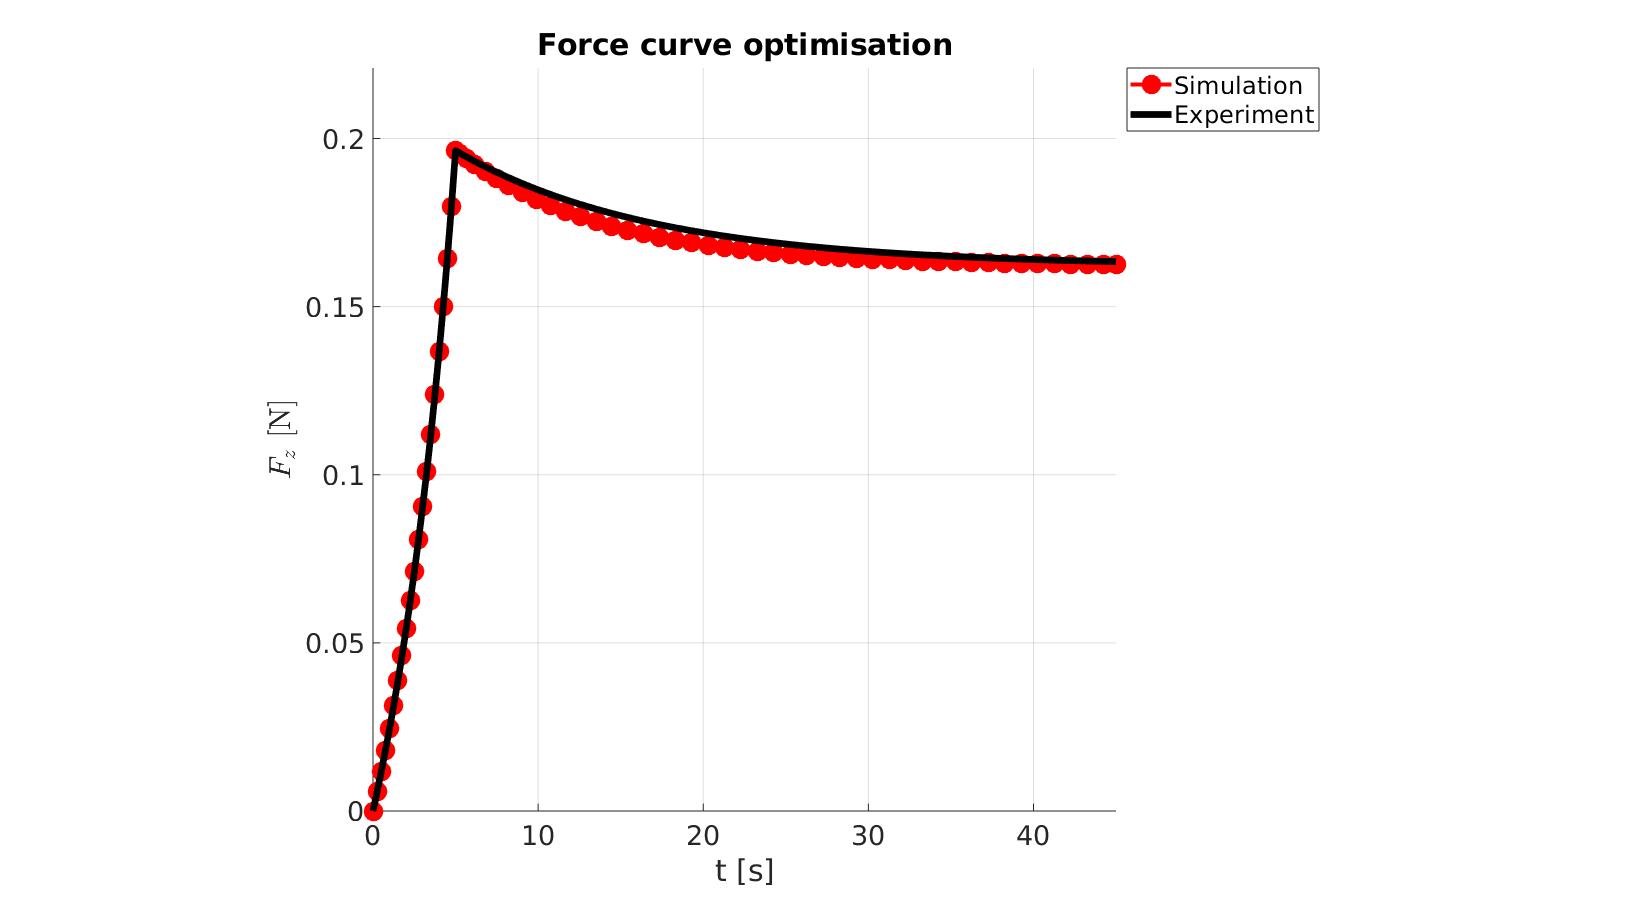 Force curve optimisation
Simulation
Experiment
0.2
0.15
0.1
0.05
0
F_z [N]
0 10 20 30 40
t [s]